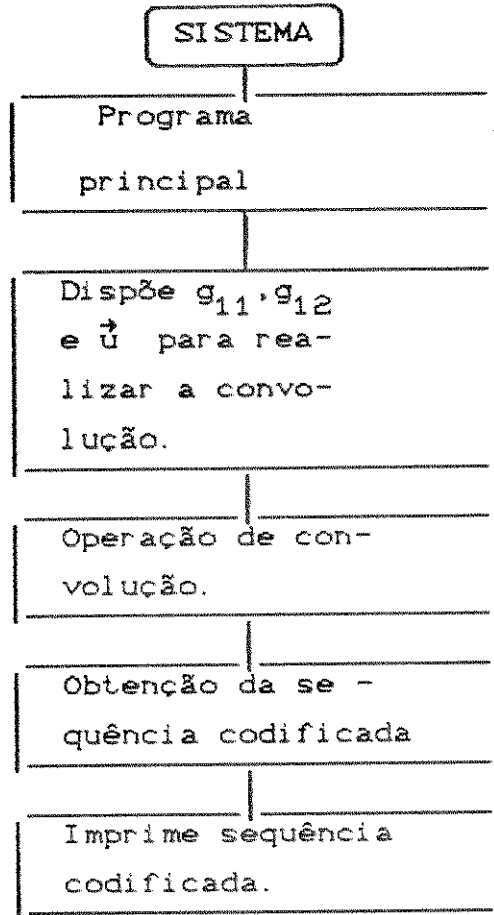 SISTEMA
Programa
principal
Dispõe g11,g12
e u⃗ para rea-
lizar a convo-
lução.
Operação de con-
volução.
Obtenção da se -
quência codificada
Imprime sequência
codificada.